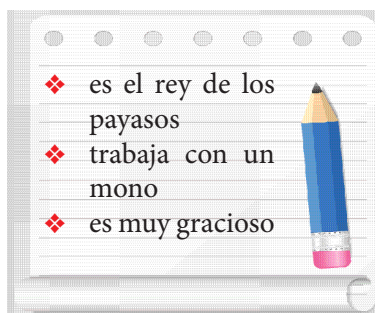 ❖ es el rey de los
payasos
❖ trabaja con un
mono
❖ es muy gracioso